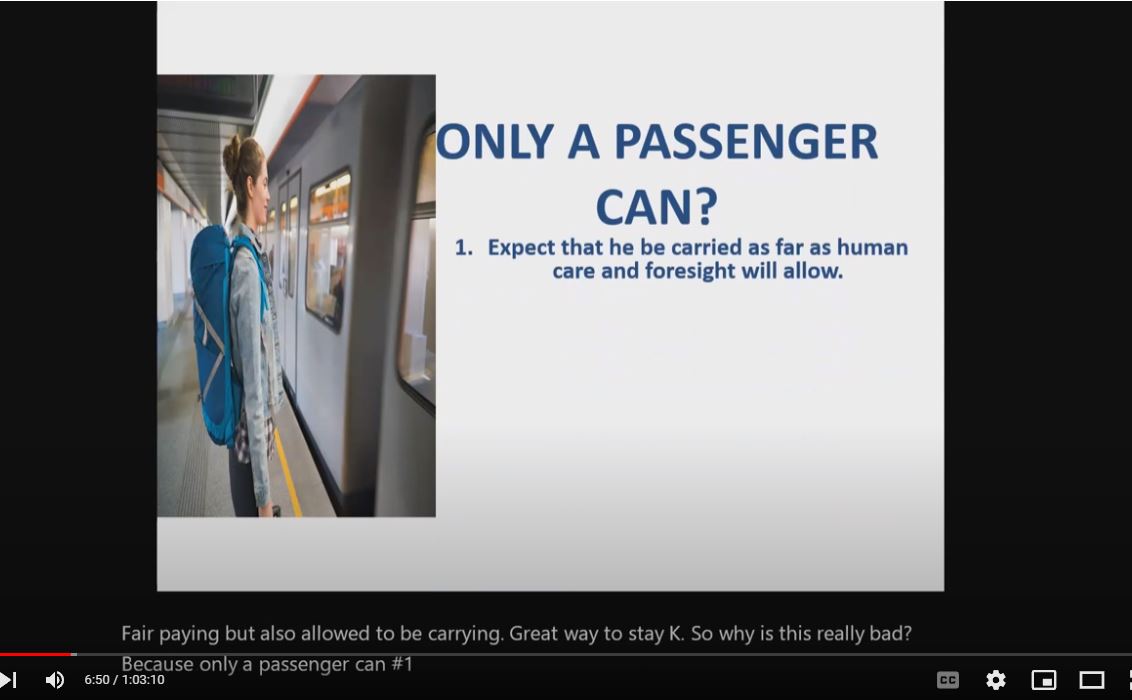 ONLY A PASSENGER
CAN?
1. Expect that he be carried as far as human
care and foresight will allow.
Fair paying but also allowed to be carrying. Great way to stay K. So why is this really bad?
Because only a passenger can #1
6:50 / 1:03:10
CC